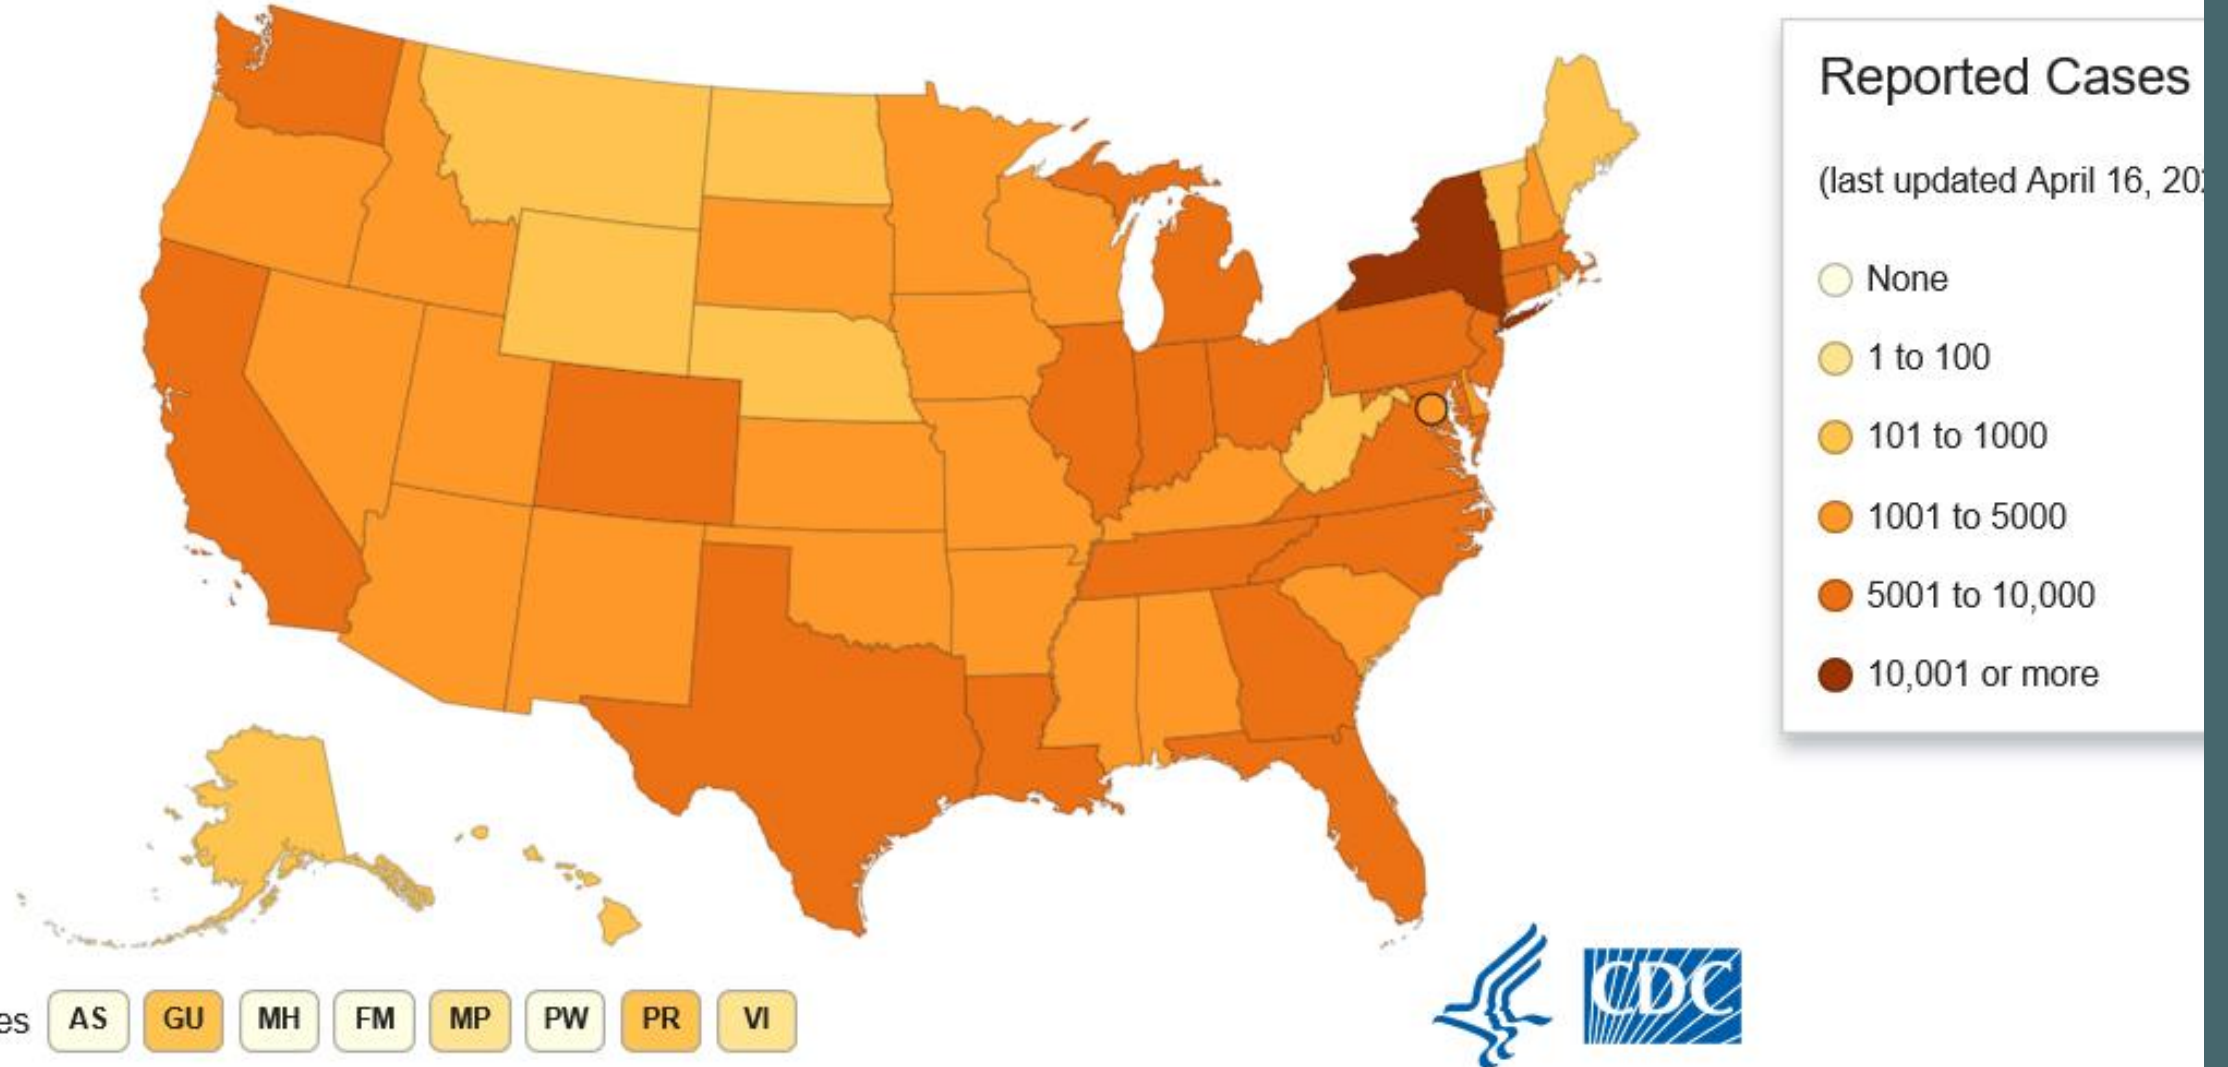 Reported Cases
(last updated April 16, 20
None
1 to 100
101 to 1000
1001 to 5000
5001 to 10,000
10,001 or more
es AS GU MH FM MP PW PR VI
CDC